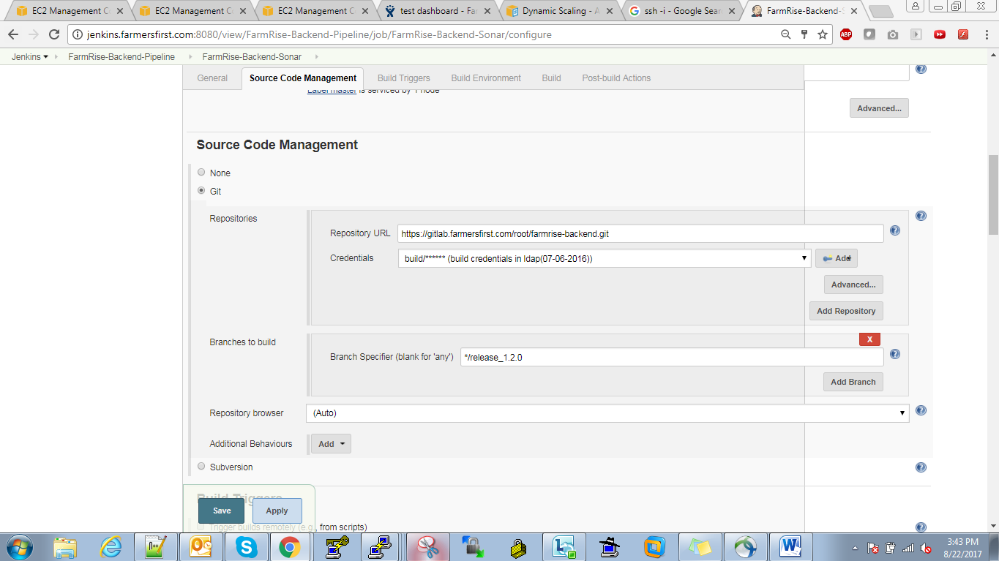 EC2 Management C
EC2 Management C
EC2 Management C
test dashboard - Fa
Dynamic Scaling - A
ssh -i - Google Sear
FarmRise-Backend-S
jenkins.farmersfirst.com:8080/view/FarmRise-Backend-Pipeline/job/FarmRise-Backend-Sonar/configure
ABP
Jenkins
FarmRise-Backend-Pipeline
FarmRise-Backend-Sonar
General
Source Code Management
Build Triggers
Build Environment
Build
Post-build Actions
Label master is serviced by 1 node
Advanced...
Source Code Management
None
Git
Repositories
Repository URL https://gitlab.farmersfirst.com/root/farmrise-backend.git
Credentials build/****** (build credentials in ldap(07-06-2016)) Add
Advanced...
Add Repository
Branches to build
X
Branch Specifier (blank for 'any') */release_1.2.0
Add Branch
Repository browser (Auto)
Additional Behaviours Add
Subversion
Build Triggers
Save Apply
Trigger builds remotely (e.g., from scripts)
3:43 PM
8/22/2017